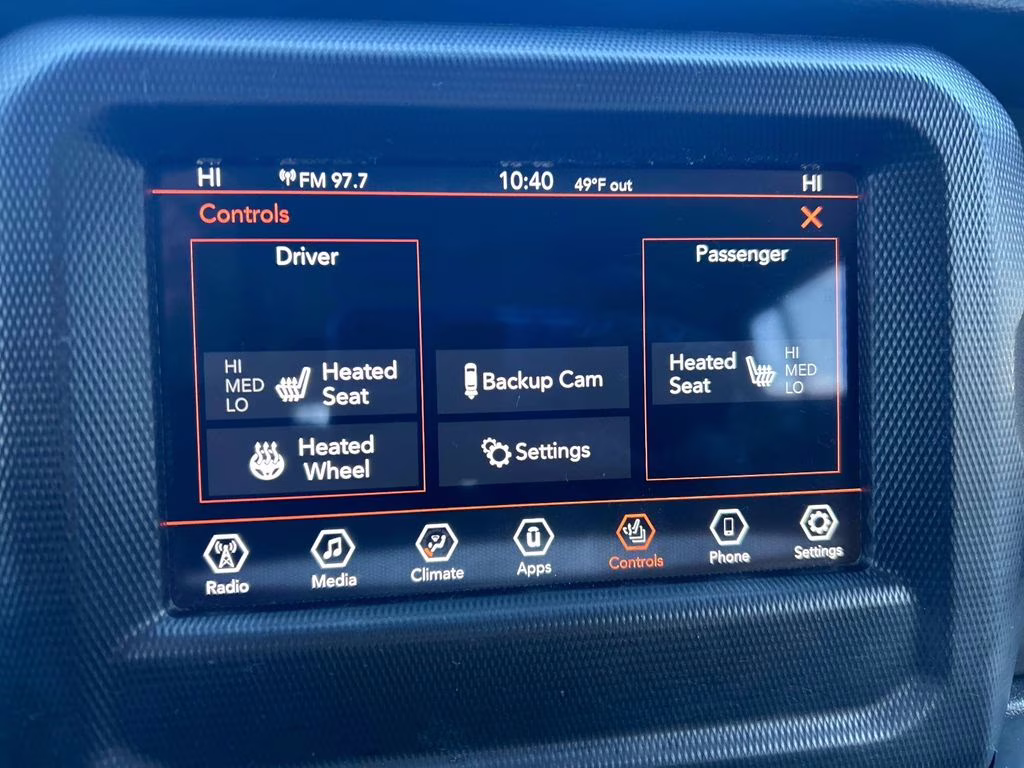 HI FM 97.7 10:40 49°F out HI
Controls
Driver
HI
MED
LO
Heated
Seat
Heated
Wheel
Backup Cam
Settings
Passenger
Heated
Seat
HI
MED
LO
Radio Media Climate Apps Controls Phone Settings